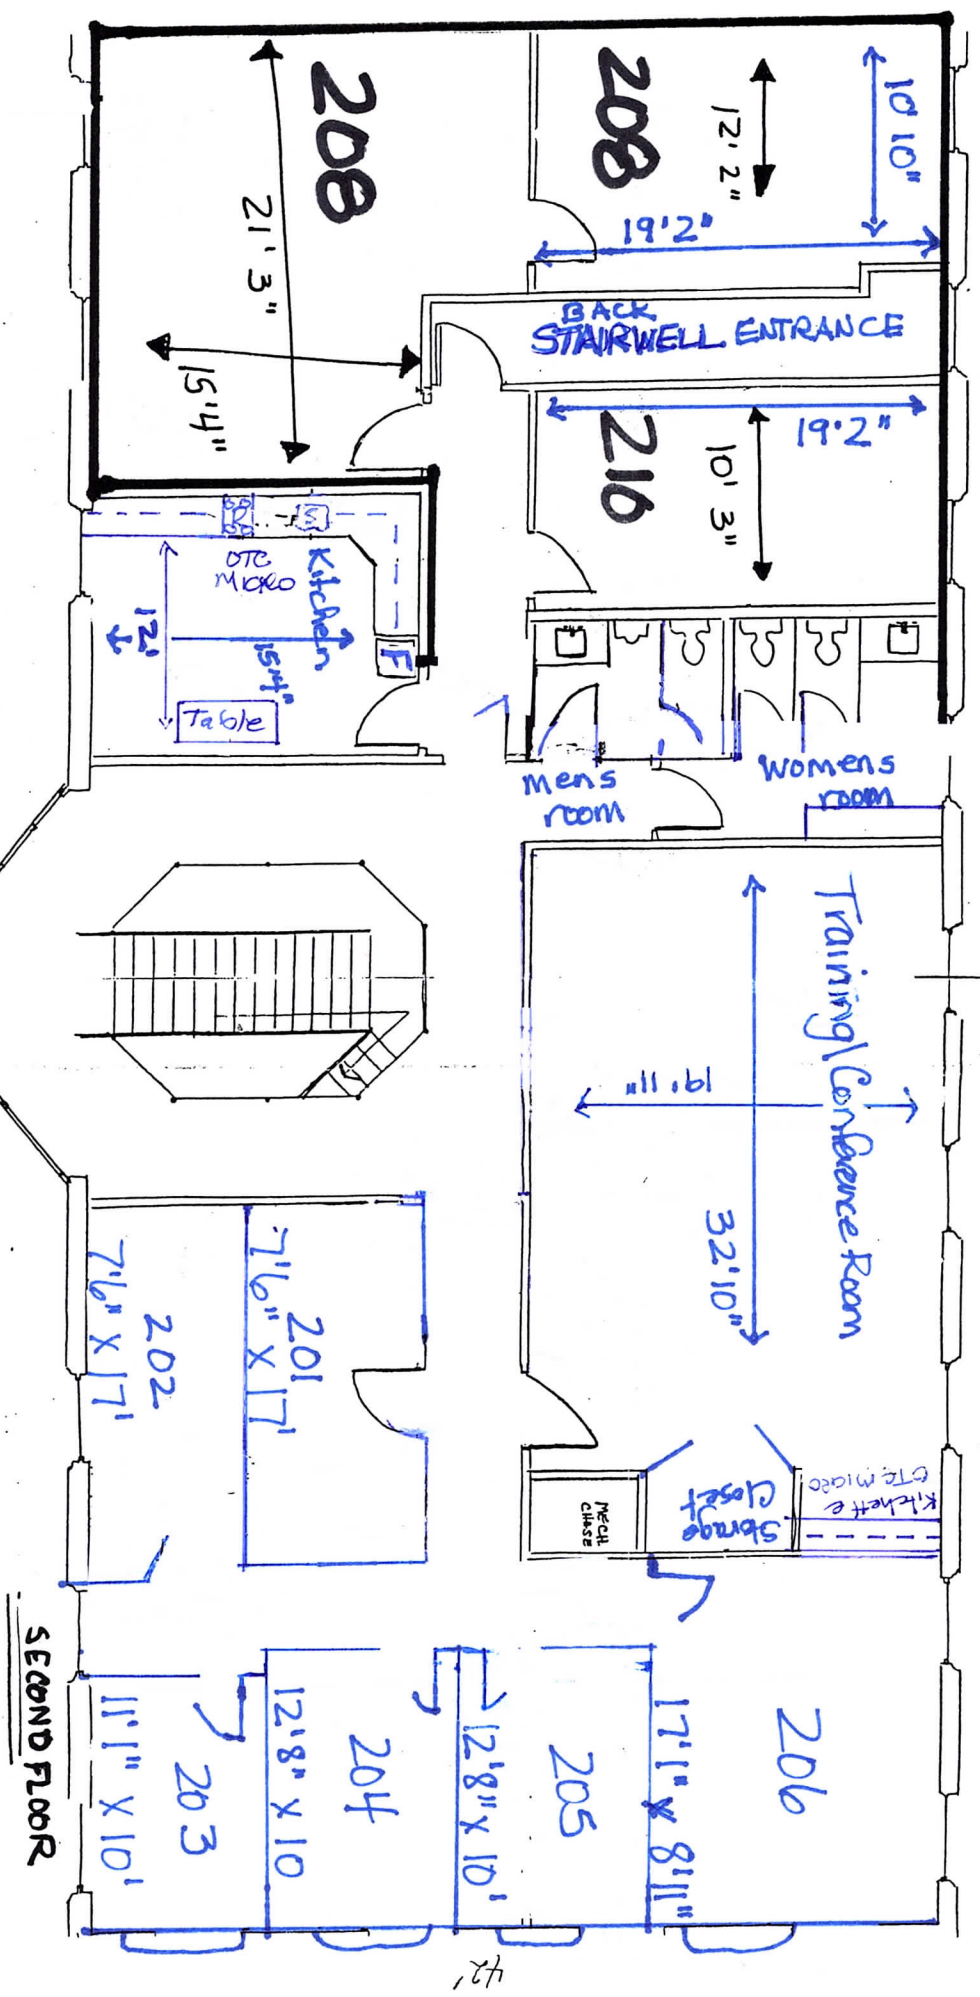 208
21' 3"
15'4"
208
12' 2"
10' 10"
19'2"
BACK
STAIRWELL ENTRANCE
216
10' 3"
19'2"
R
S
OTC
MICRO
Kitchen
F
12'
15'4"
Table
mens
room
womens
room
Training/Conference Room
19' 11"
32'10"
201
7'6" X 17'
202
7'6" X 17'
MECH
CHASE
Storage
Closet
Kitchette
OTC MICRO
203
11'1" X 10'
204
12'8" X 10
205
12'8" X 10'
206
17'1" X 8'11"
42'
SECOND FLOOR